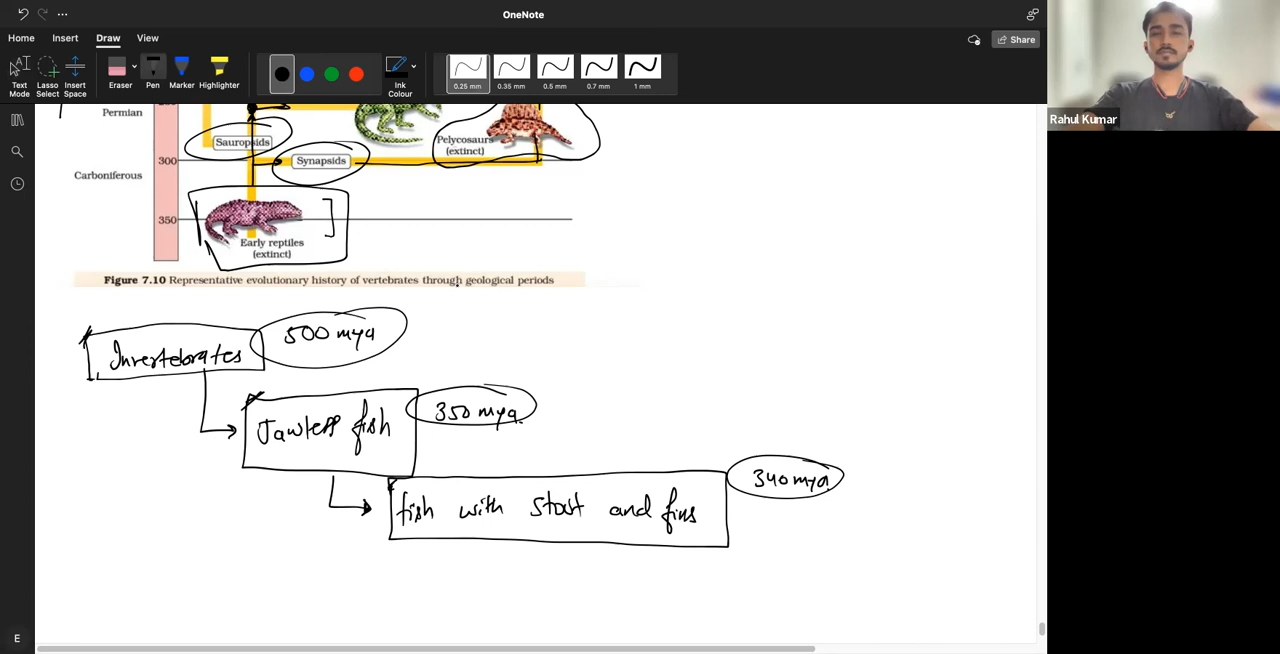 OneNote
Home Insert Draw View
Share
Text Mode
Lasso Select
Insert Space
Eraser
Pen
Marker
Highlighter
Ink Colour
0.25 mm 0.35 mm 0.5 mm 0.7 mm 1 mm
Rahul Kumar
Permian
Sauropsids
Pelycosaurs (extinct)
300
Synapsids
Carboniferous
350
Early reptiles
(extinct)
Figure 7.10 Representative evolutionary history of vertebrates through geological periods
Invertebrates 500 mya
Jawless fish 350 mya
fish with stout and fins 340 mya
E